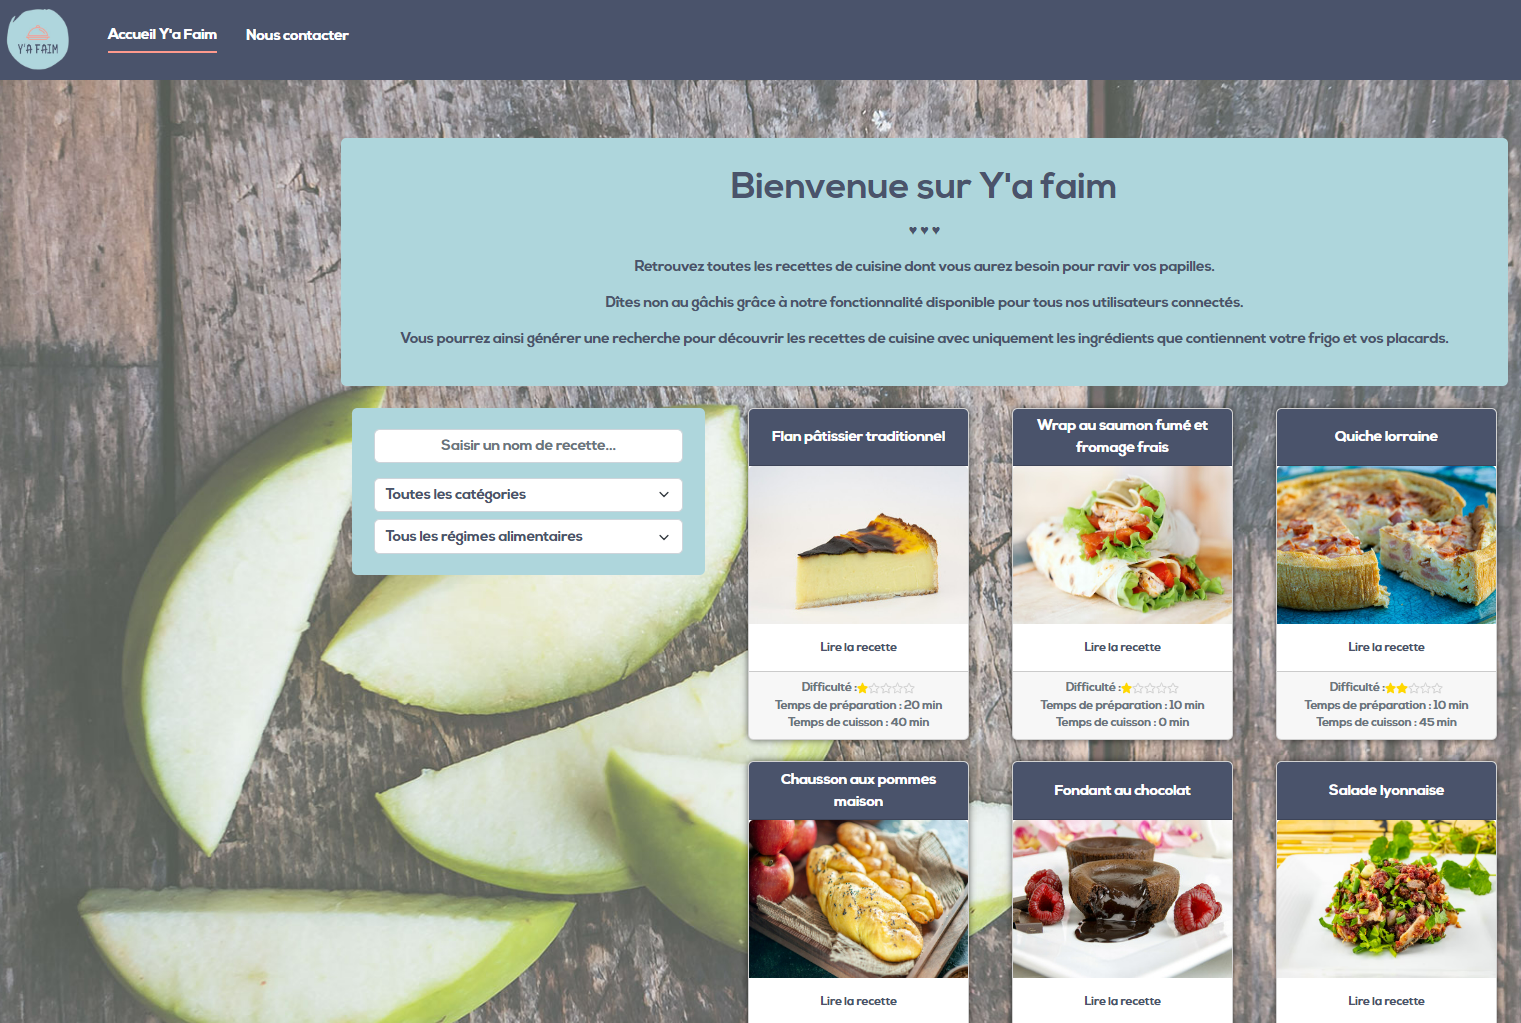 Y'A FAIM
Accueil Y'a Faim
Nous contacter
Bienvenue sur Y'a faim
♥ ♥ ♥
Retrouvez toutes les recettes de cuisine dont vous aurez besoin pour ravir vos papilles.
Dîtes non au gâchis grâce à notre fonctionnalité disponible pour tous nos utilisateurs connectés.
Vous pourrez ainsi générer une recherche pour découvrir les recettes de cuisine avec uniquement les ingrédients que contiennent votre frigo et vos placards.
Saisir un nom de recette...
Toutes les catégories
Tous les régimes alimentaires
Flan pâtissier traditionnel
Lire la recette
Difficulté :
Temps de préparation : 20 min
Temps de cuisson : 40 min
Wrap au saumon fumé et
fromage frais
Lire la recette
Difficulté :
Temps de préparation : 10 min
Temps de cuisson : 0 min
Quiche lorraine
Lire la recette
Difficulté :
Temps de préparation : 10 min
Temps de cuisson : 45 min
Chausson aux pommes
maison
Lire la recette
Fondant au chocolat
Lire la recette
Salade lyonnaise
Lire la recette